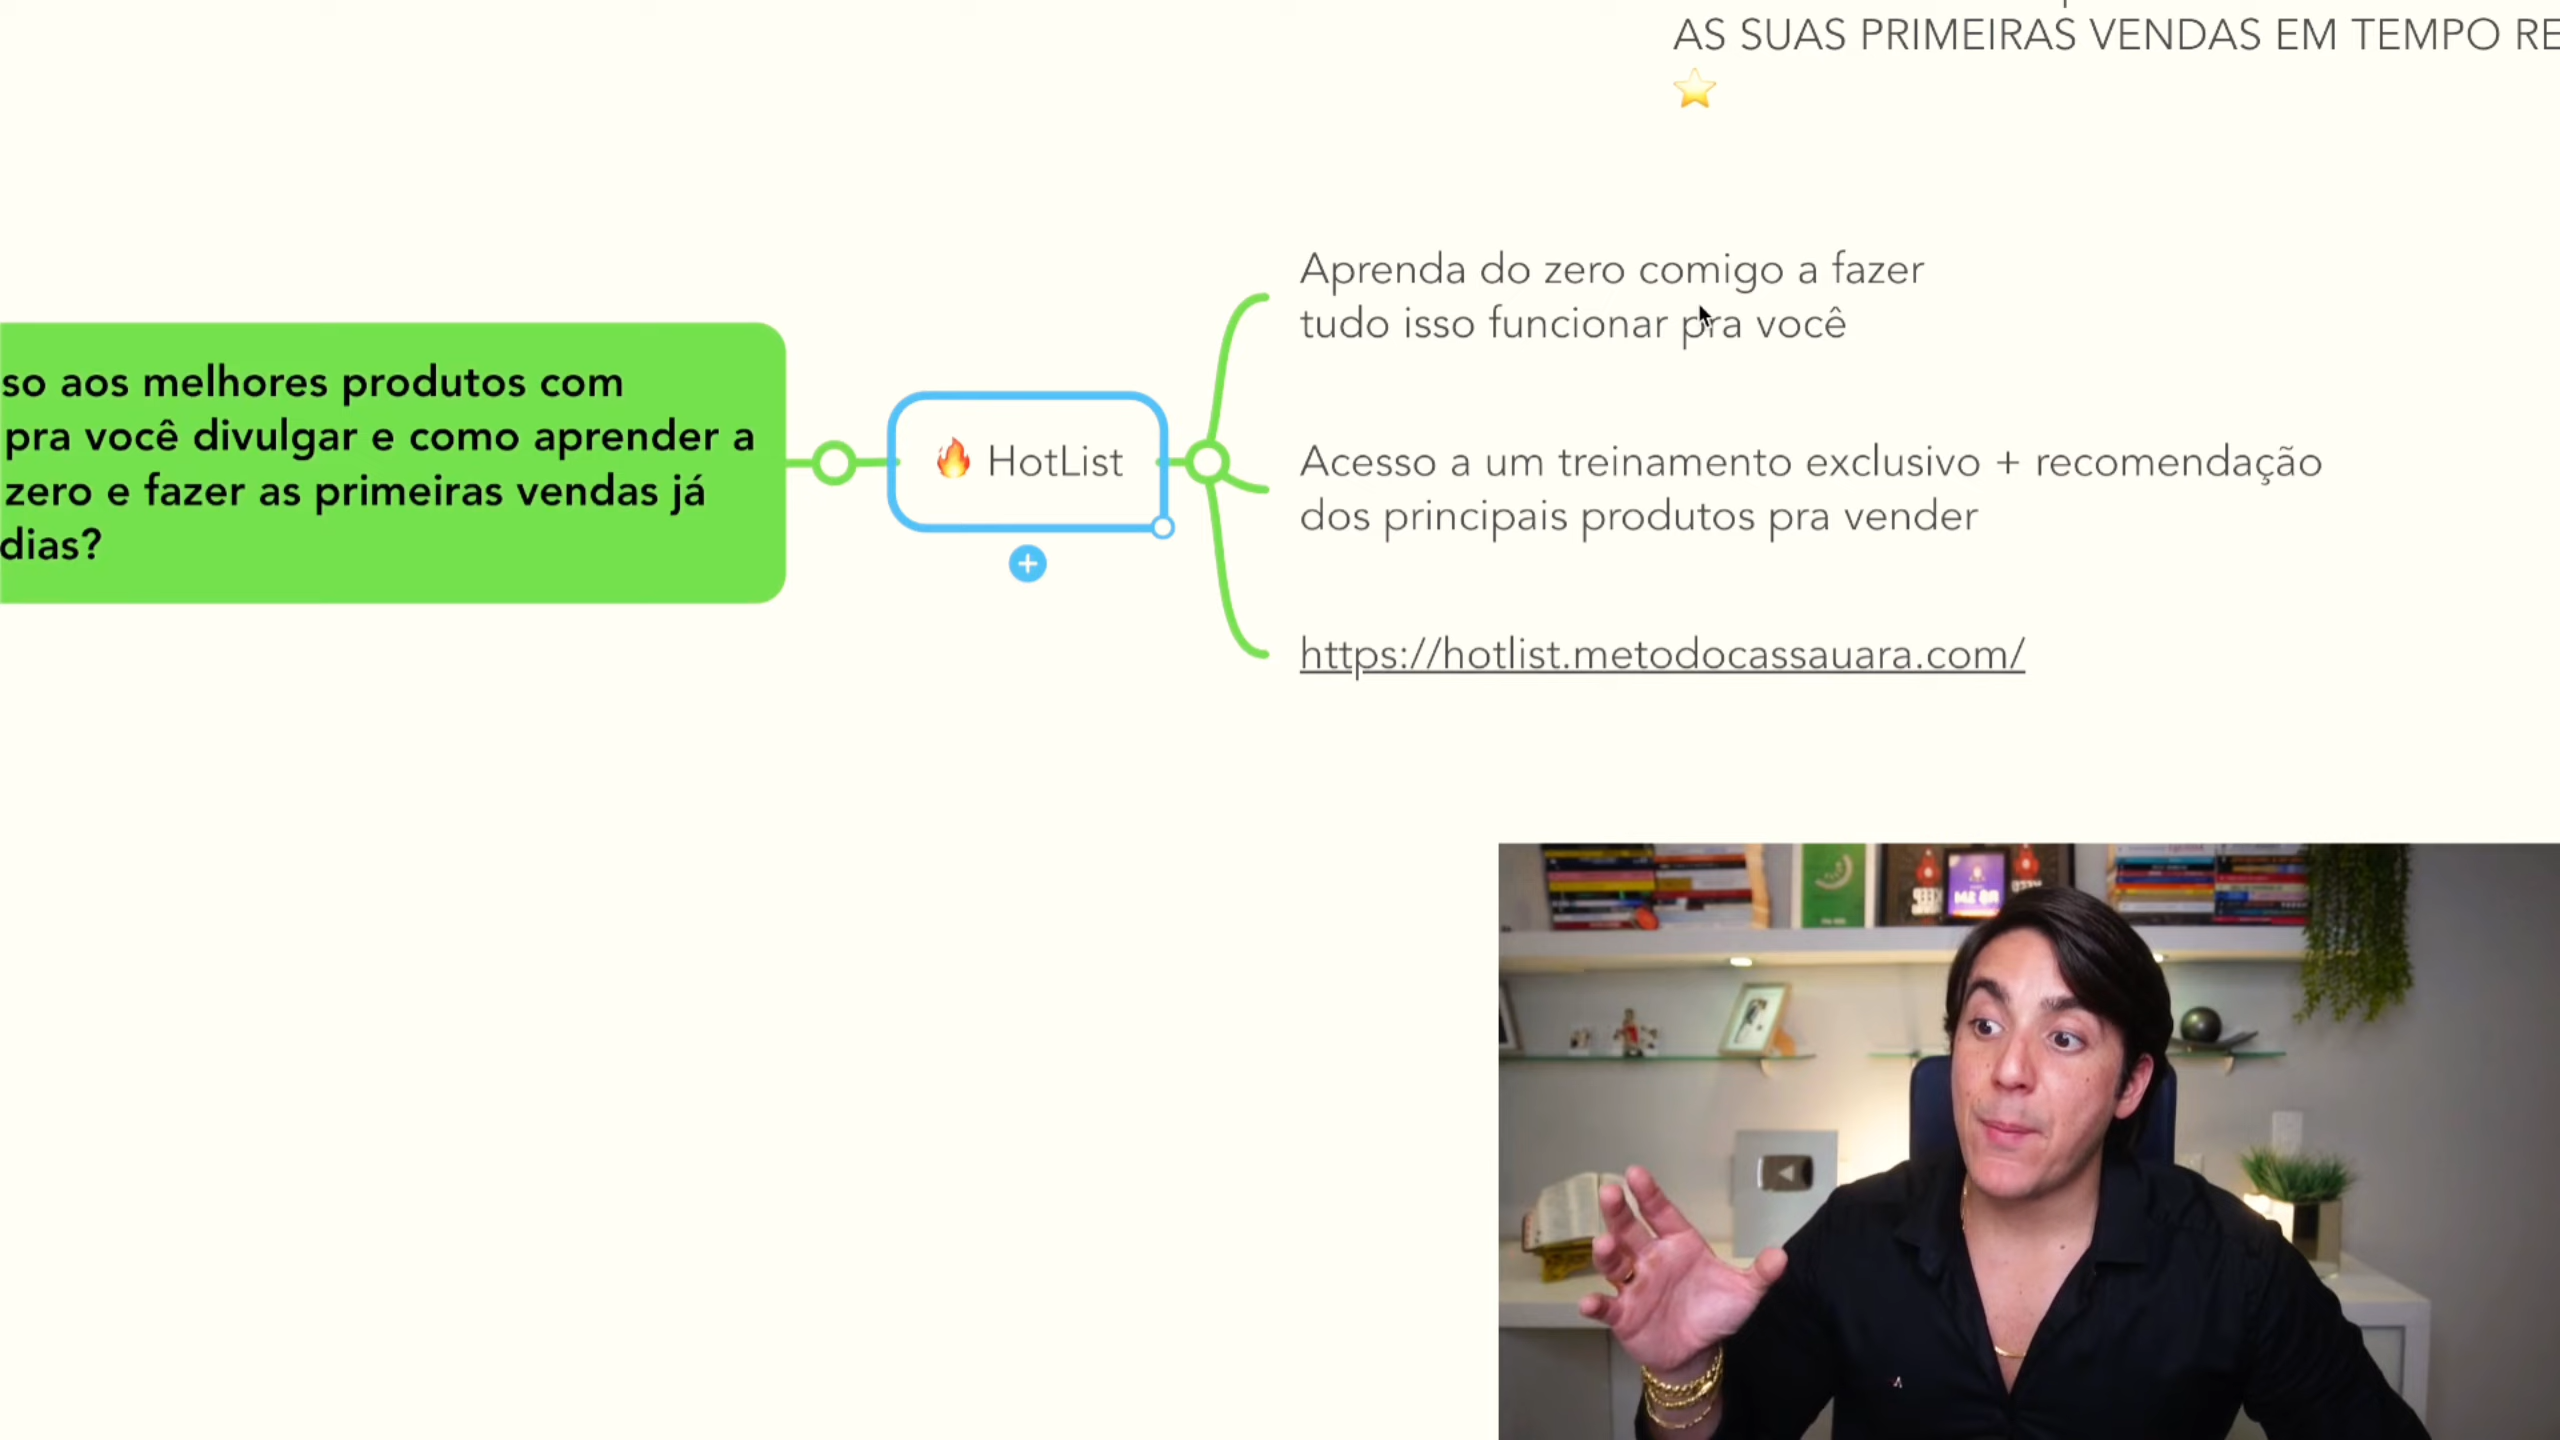 AS SUAS PRIMEIRAS VENDAS EM TEMPO RE
Aprenda do zero comigo a fazer
tudo isso funcionar pra você
so aos melhores produtos com
pra você divulgar e como aprender a
zero e fazer as primeiras vendas já
dias?
HotList
Acesso a um treinamento exclusivo + recomendação
dos principais produtos pra vender
https://hotlist.metodocassauara.com/